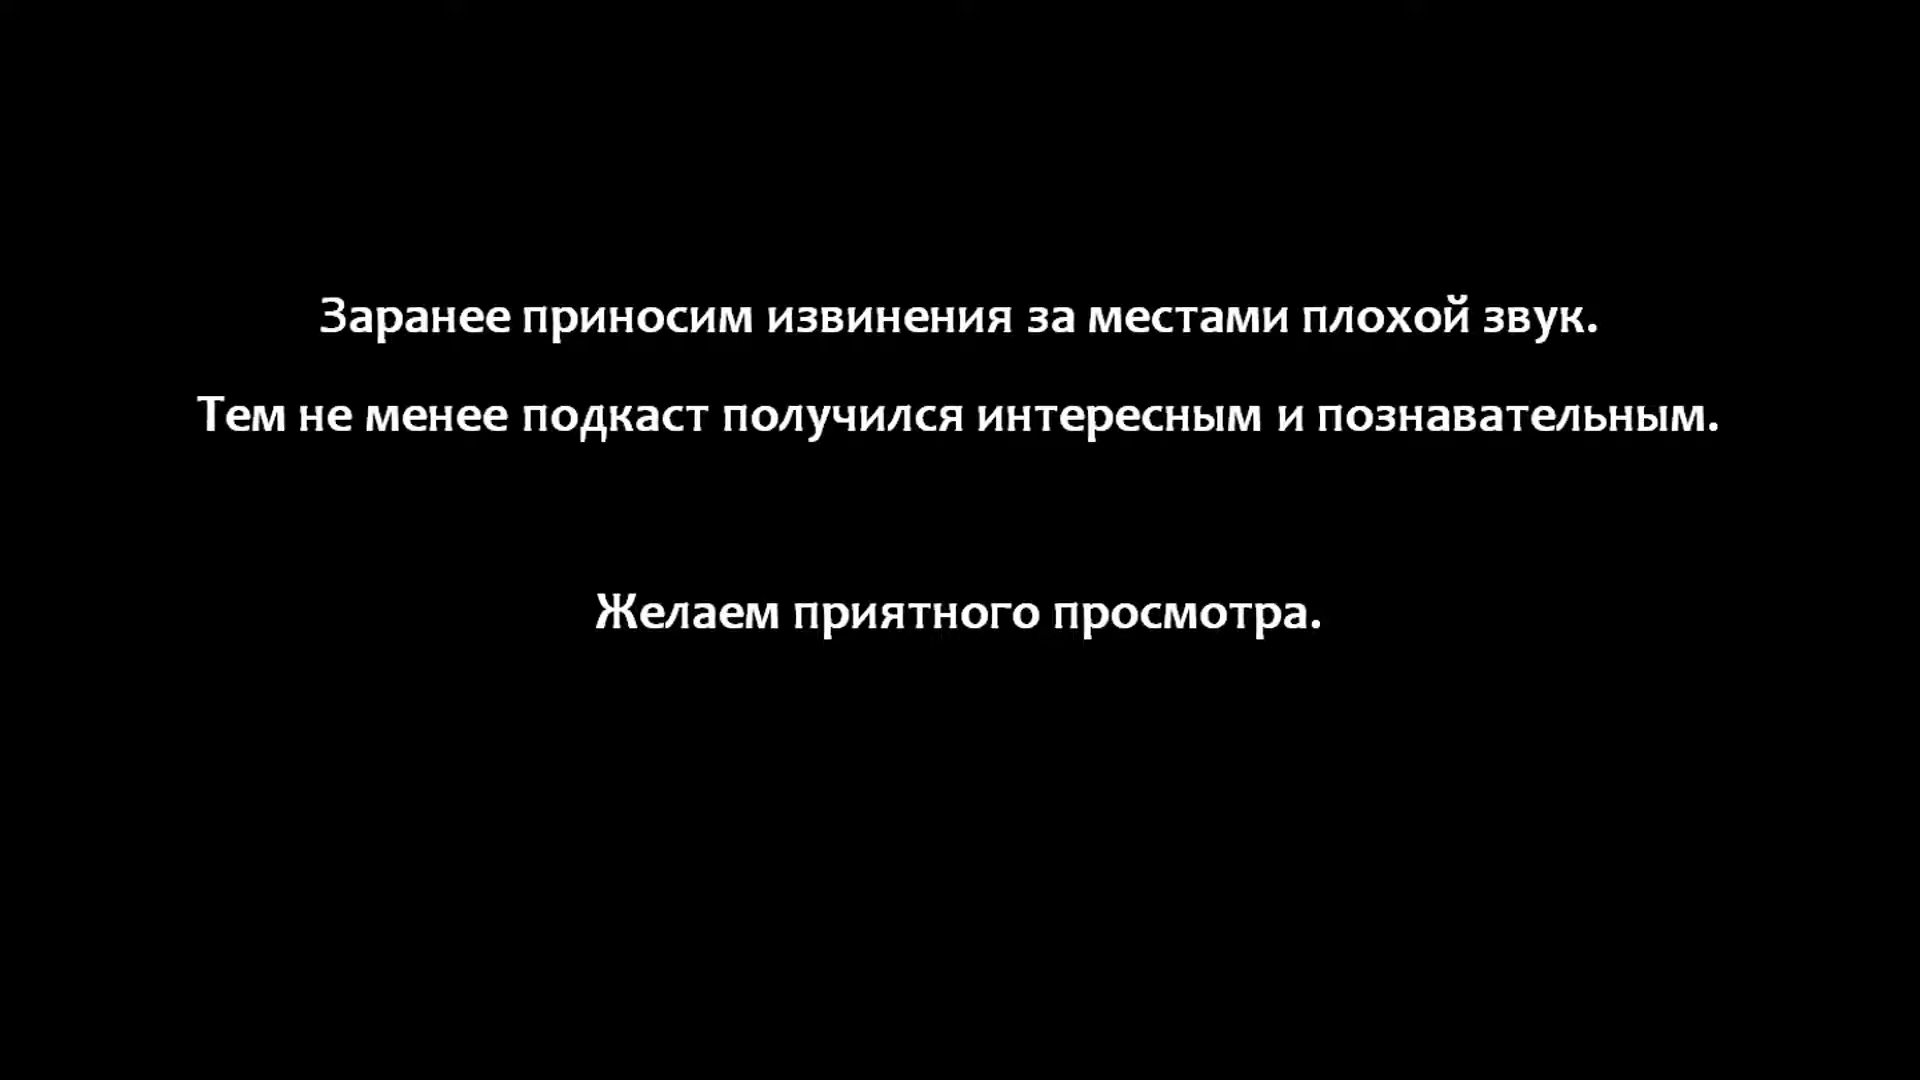 Заранее приносим извинения за местами плохой звук.
Тем не менее подкаст получился интересным и познавательным.
Желаем приятного просмотра.